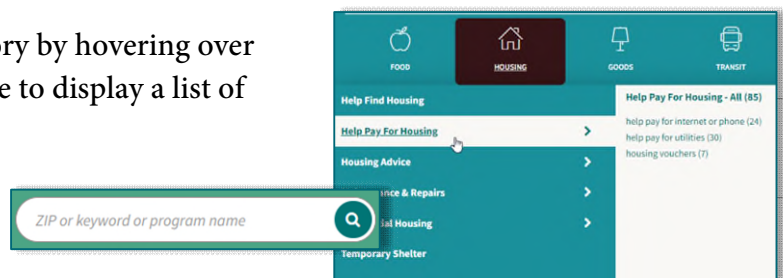 ory by hovering over
e to display a list of
FOOD
HOUSING
GOODS
TRANSIT
Help Find Housing
Help Pay For Housing
Housing Advice
nce & Repairs
ial Housing
Temporary Shelter
Help Pay For Housing - All (85)
help pay for internet or phone (24)
help pay for utilities (30)
housing vouchers (7)
ZIP or keyword or program name